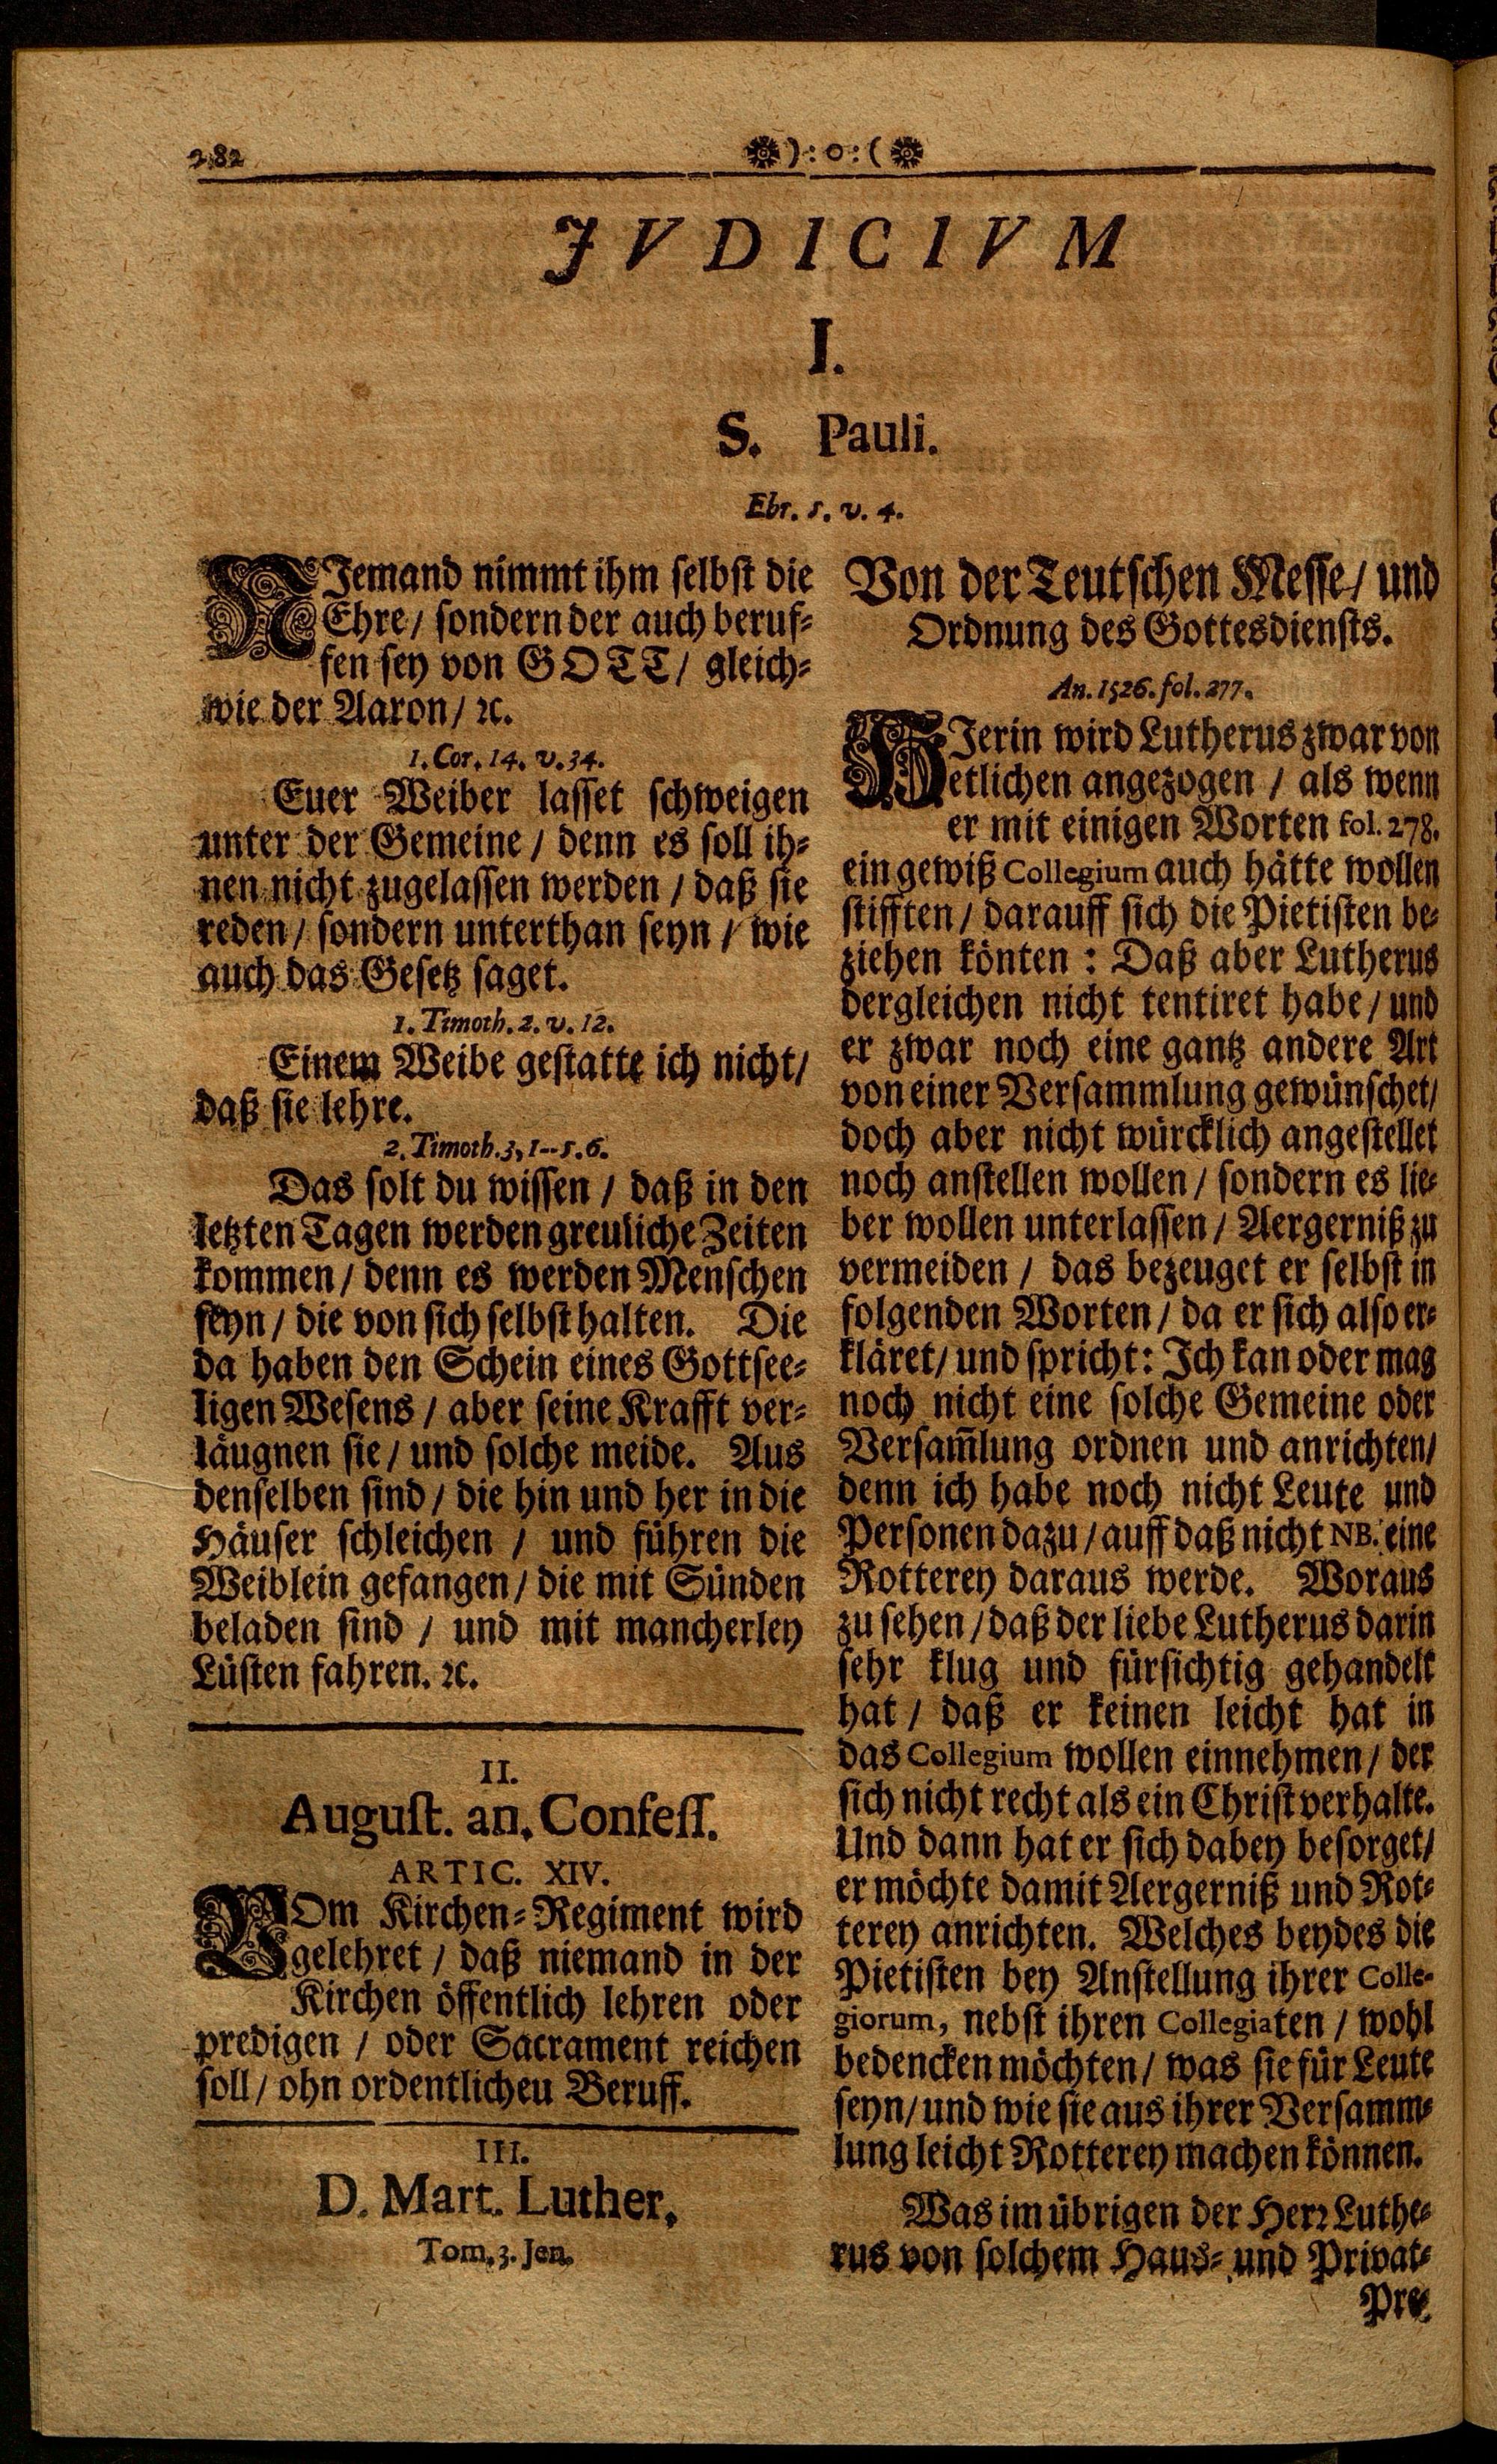 282 ):o:(
JVDICIVM
I.
S. Pauli.
Ebr. 5. v. 4.
NJemand nimmt ihm selbst die
Ehre/ sondern der auch beruf⸗
fen sey von GOTT/ gleich⸗
wie der Aaron/ ꝛc.
1. Cor. 14. v. 34.
Euer Weiber lasset schweigen
unter der Gemeine / denn es soll ih⸗
nen nicht zugelassen werden / daß sie
reden / sondern unterthan seyn / wie
auch das Gesetz saget.
1. Timoth. 2. v. 12.
Einem Weibe gestatte ich nicht/
daß sie lehre.
2. Timoth. 3, 1--5. 6.
Das solt du wissen / daß in den
letzten Tagen werden greuliche Zeiten
kommen / denn es werden Menschen
seyn / die von sich selbst halten. Die
da haben den Schein eines Gottsee⸗
ligen Wesens / aber seine Krafft ver⸗
läugnen sie / und solche meide. Aus
denselben sind / die hin und her in die
Häuser schleichen / und führen die
Weiblein gefangen / die mit Sünden
beladen sind / und mit mancherley
Lüsten fahren. ꝛc.
II.
August. an. Confess.
ARTIC. XIV.
VOm Kirchen⸗Regiment wird
gelehret / daß niemand in der
Kirchen öffentlich lehren oder
predigen / oder Sacrament reichen
soll / ohn ordentlicheu Beruff.
III.
D. Mart. Luther.
Tom. 3. Jen.
Von der Teutschen Messe / und
Ordnung des Gottesdiensts.
An. 1526. fol. 277.
HJerin wird Lutherus zwar von
etlichen angezogen / als wenn
er mit einigen Worten fol. 278.
ein gewiß Collegium auch hätte wollen
stifften / darauff sich die Pietisten be⸗
ziehen könten : Daß aber Lutherus
dergleichen nicht tentiret habe / und
er zwar noch eine gantz andere Art
von einer Versammlung gewünschet/
doch aber nicht würcklich angestellet
noch anstellen wollen / sondern es lie⸗
ber wollen unterlassen / Aergerniß zu
vermeiden / das bezeuget er selbst in
folgenden Worten / da er sich also er⸗
kläret / und spricht: Ich kan oder mag
noch nicht eine solche Gemeine oder
Versam̃lung ordnen und anrichten/
denn ich habe noch nicht Leute und
Personen dazu / auff daß nicht NB. eine
Rotterey daraus werde. Woraus
zu sehen / daß der liebe Lutherus darin
sehr klug und fürsichtig gehandelt
hat / daß er keinen leicht hat in
das Collegium wollen einnehmen / der
sich nicht recht als ein Christ verhalte.
Und dann hat er sich dabey besorget/
er möchte damit Aergerniß und Rot⸗
terey anrichten. Welches beydes die
Pietisten bey Anstellung ihrer Colle-
giorum, nebst ihren Collegiaten / wohl
bedencken möchten / was sie für Leute
seyn / und wie sie aus ihrer Versamm⸗
lung leicht Rotterey machen können.
Was im übrigen der Herꝛ Luthe⸗
rus von solchem Haus⸗ und Privat⸗
Pre⸗